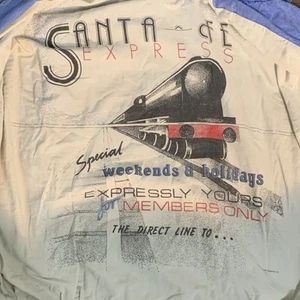 SANTA - FE
EXPRESS
Special
weekends & holidays
EXPRESSLY YOURS
for MEMBERS ONLY
THE DIRECT LINE TO...